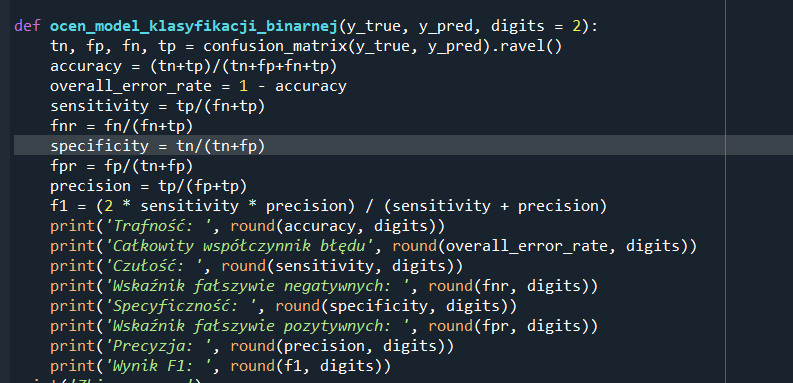 def ocen_model_klasyfikacji_binarnej(y_true, y_pred, digits = 2):
    tn, fp, fn, tp = confusion_matrix(y_true, y_pred).ravel()
    accuracy = (tn+tp)/(tn+fp+fn+tp)
    overall_error_rate = 1 - accuracy
    sensitivity = tp/(fn+tp)
    fnr = fn/(fn+tp)
    specificity = tn/(tn+fp)
    fpr = fp/(tn+fp)
    precision = tp/(fp+tp)
    f1 = (2 * sensitivity * precision) / (sensitivity + precision)
    print('Trafność: ', round(accuracy, digits))
    print('Całkowity współczynnik błędu', round(overall_error_rate, digits))
    print('Czułość: ', round(sensitivity, digits))
    print('Wskaźnik fałszywie negatywnych: ', round(fnr, digits))
    print('Specyficzność: ', round(specificity, digits))
    print('Wskaźnik fałszywie pozytywnych: ', round(fpr, digits))
    print('Precyzja: ', round(precision, digits))
    print('Wynik F1: ', round(f1, digits))